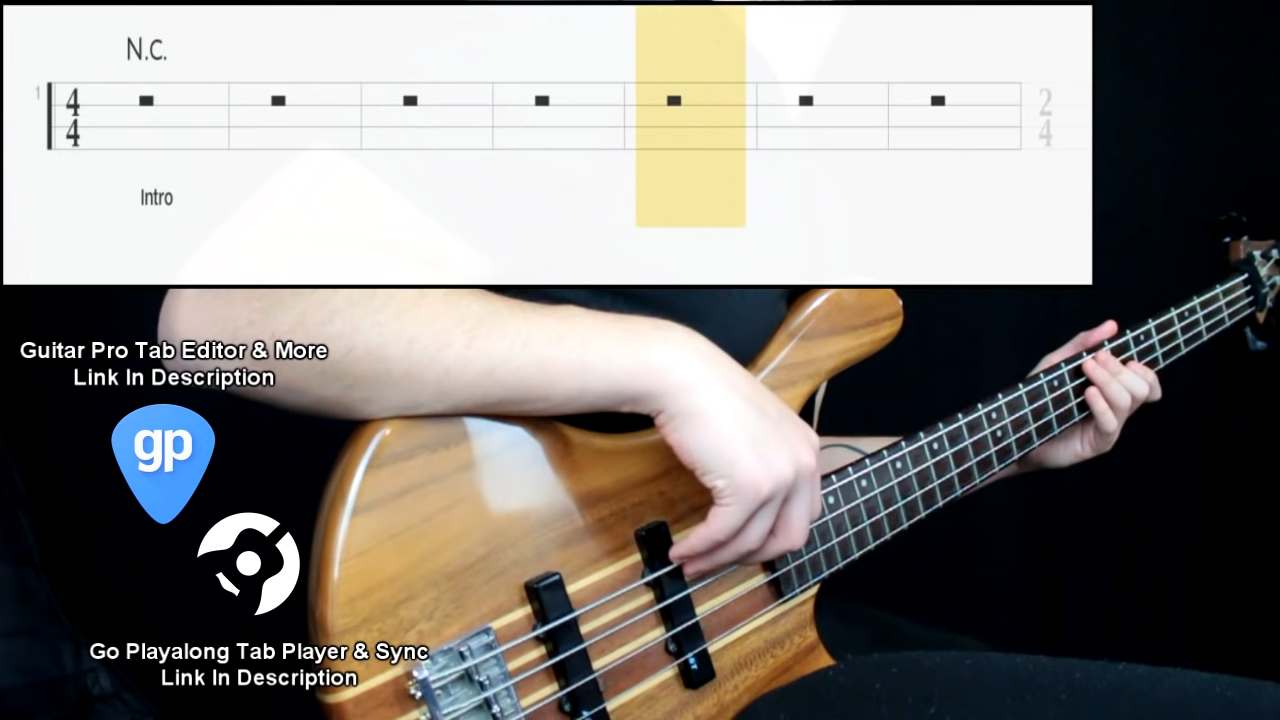 N.C.
1
4
4
2
4
Intro
Guitar Pro Tab Editor & More
Link In Description
gp
Go Playalong Tab Player & Sync
Link In Description